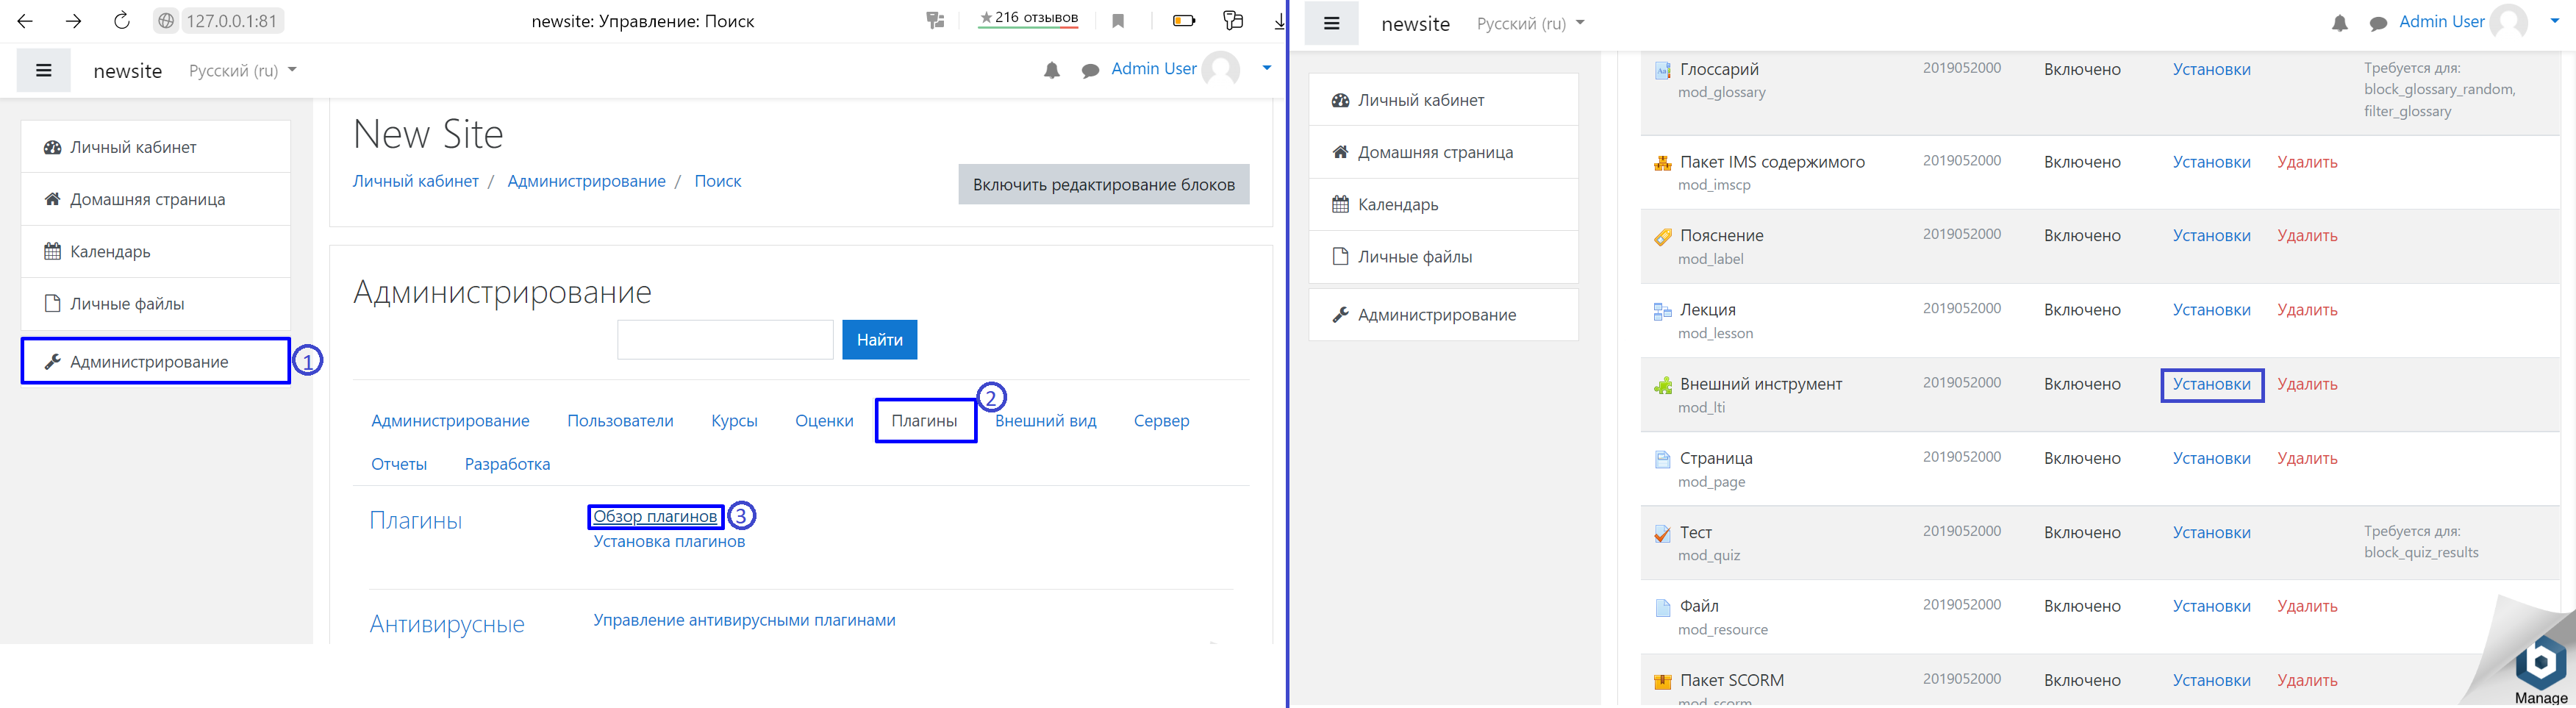 127.0.0.1:81
newsite: Управление: Поиск
★216 отзывов
newsite
Русский (ru)
Admin User
Личный кабинет
Домашняя страница
Календарь
Личные файлы
Администрирование
1
New Site
Личный кабинет / Администрирование / Поиск
Включить редактирование блоков
Администрирование
Найти
2
Администрирование Пользователи Курсы Оценки Плагины Внешний вид Сервер
Отчеты Разработка
Плагины
Обзор плагинов 3
Установка плагинов
Антивирусные
Управление антивирусными плагинами
newsite Русский (ru) Admin User
Личный кабинет
Домашняя страница
Календарь
Личные файлы
Администрирование
Глоссарий 2019052000 Включено Установки Требуется для:
mod_glossary block_glossary_random,
filter_glossary
Пакет IMS содержимого 2019052000 Включено Установки Удалить
mod_imscp
Пояснение 2019052000 Включено Установки Удалить
mod_label
Лекция 2019052000 Включено Установки Удалить
mod_lesson
Внешний инструмент 2019052000 Включено Установки Удалить
mod_lti
Страница 2019052000 Включено Установки Удалить
mod_page
Тест 2019052000 Включено Установки Требуется для:
mod_quiz block_quiz_results
Файл 2019052000 Включено Установки Удалить
mod_resource
Пакет SCORM 2019052000 Включено Установки Удалить
mod_scorm
Manage